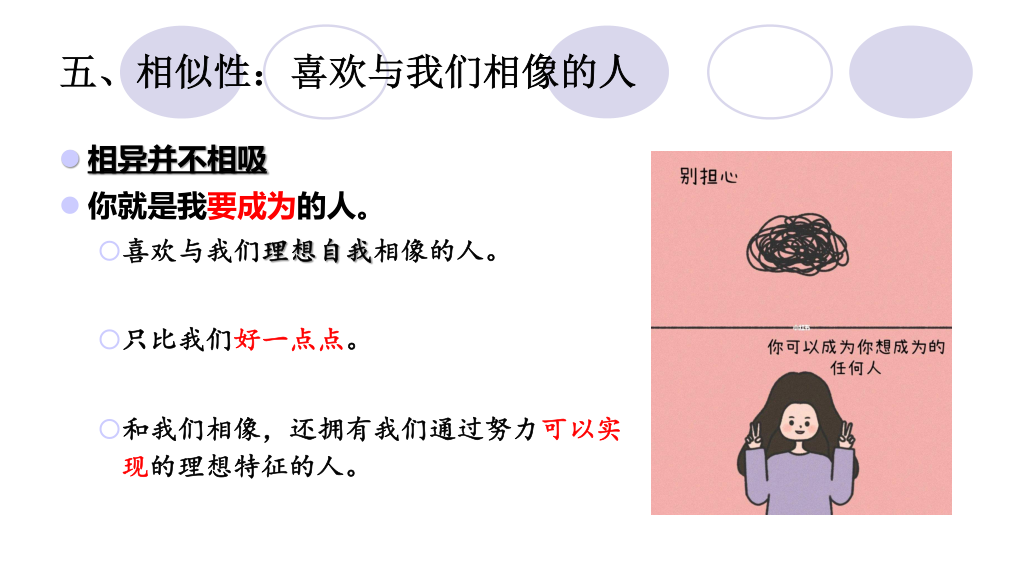 五、相似性：喜欢与我们相像的人
相异并不相吸
你就是我要成为的人。
喜欢与我们理想自我相像的人。
只比我们好一点点。
和我们相像，还拥有我们通过努力可以实
现的理想特征的人。
别担心
你可以成为你想成为的
任何人